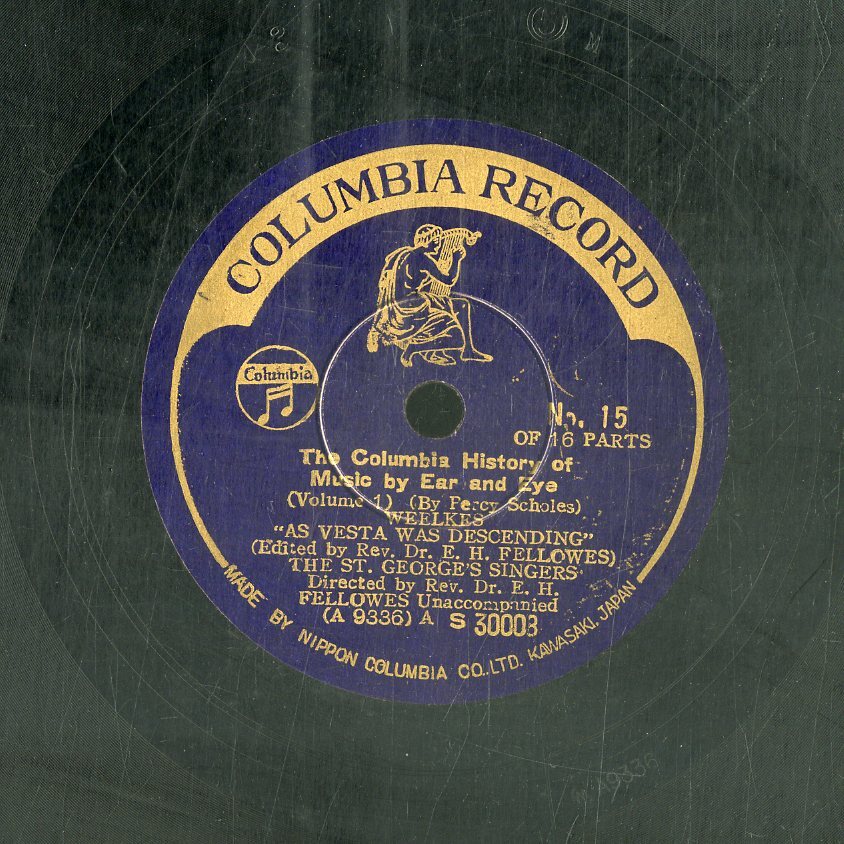 COLUMBIA RECORD
Columbia
No. 15
OF 16 PARTS
The Columbia History of
Music by Ear and Eye
(Volume 1) (By Percy Scholes)
WEELKES
"AS VESTA WAS DESCENDING"
(Edited by Rev. Dr. E. H. FELLOWES)
THE ST. GEORGE'S SINGERS
Directed by Rev. Dr. E. H.
FELLOWES Unaccompanied
(A 9336) A S 30003
MADE BY NIPPON COLUMBIA CO., LTD. KAWASAKI, JAPAN